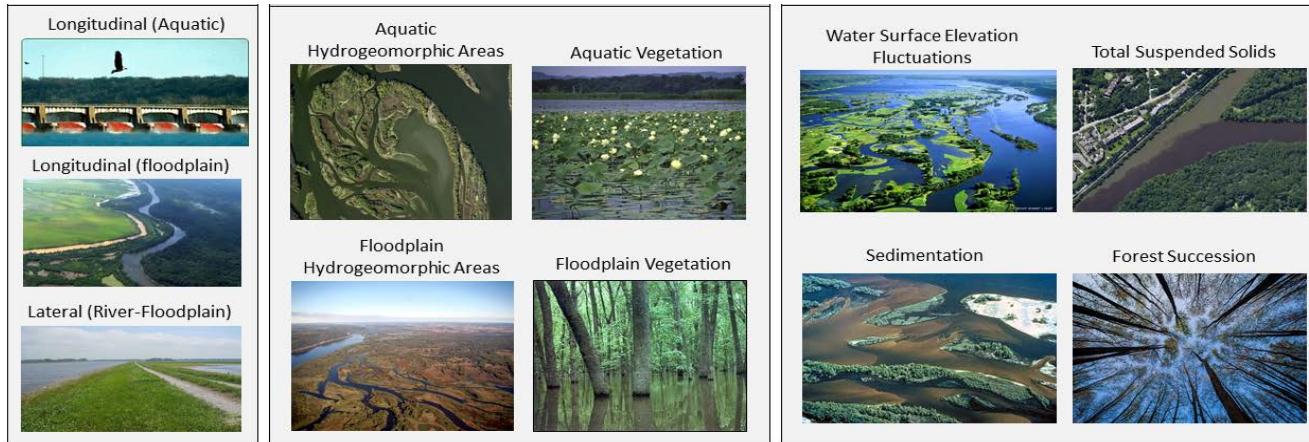 Longitudinal (Aquatic)
Longitudinal (floodplain)
Lateral (River-Floodplain)
Aquatic
Hydrogeomorphic Areas
Aquatic Vegetation
Floodplain
Hydrogeomorphic Areas
Floodplain Vegetation
Water Surface Elevation
Fluctuations
Total Suspended Solids
Sedimentation
Forest Succession